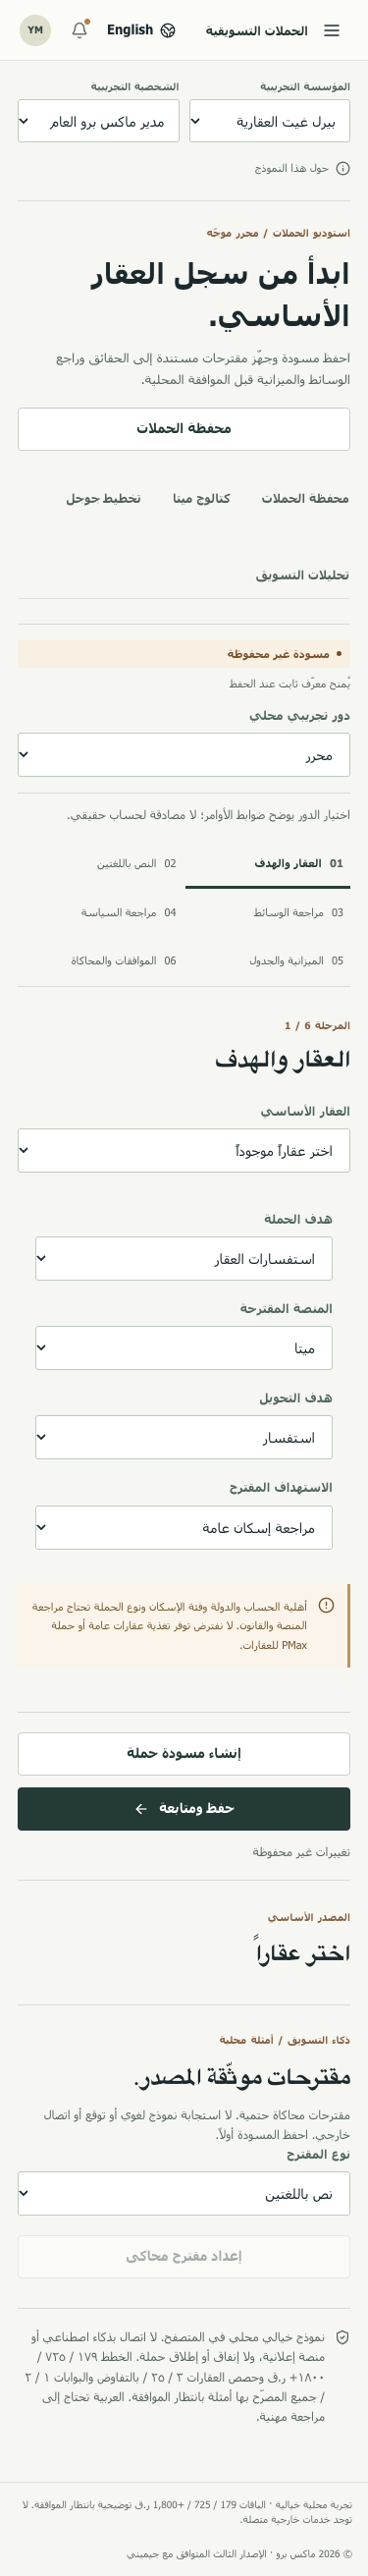 الحملات التسويقية
English
YM
المؤسسة التجريبية
الشخصية التجريبية
بيرل غيت العقارية
مدير ماكس برو العام
حول هذا النموذج
استوديو الحملات / محرر موجّه
ابدأ من سجل العقار
الأساسي.
احفظ مسودة وجهّز مقترحات مستندة إلى الحقائق وراجع
الوسائط والميزانية قبل الموافقة المحلية.
محفظة الحملات
محفظة الحملات
كتالوج ميتا
تخطيط جوجل
تحليلات التسويق
مسودة غير محفوظة
يُمنح معرّف ثابت عند الحفظ
دور تجريبي محلي
محرر
اختيار الدور يوضح ضوابط الأوامر؛ لا مصادقة لحساب حقيقي.
01 العقار والهدف
02 النص باللغتين
03 مراجعة الوسائط
04 مراجعة السياسة
05 الميزانية والجدول
06 الموافقات والمحاكاة
المرحلة 6 / 1
العقار والهدف
العقار الأساسي
اختر عقاراً موجوداً
هدف الحملة
استفسارات العقار
المنصة المقترحة
ميتا
هدف التحويل
استفسار
الاستهداف المقترح
مراجعة إسكان عامة
أهلية الحساب والدولة وفئة الإسكان ونوع الحملة تحتاج مراجعة
المنصة والقانون. لا نفترض توفر تغذية عقارات عامة أو حملة
PMax للعقارات.
إنشاء مسودة حملة
حفظ ومتابعة
تغييرات غير محفوظة
المصدر الأساسي
اختر عقاراً
ذكاء التسويق / أمثلة محلية
مقترحات موثّقة المصدر.
مقترحات محاكاة حتمية. لا استجابة نموذج لغوي أو توقع أو اتصال
خارجي. احفظ المسودة أولاً.
نوع المقترح
نص باللغتين
إعداد مقترح محاكى
نموذج خيالي محلي في المتصفح. لا اتصال بذكاء اصطناعي أو
منصة إعلانية، ولا إنفاق أو إطلاق حملة. الخطط ١٧٩ / ٧٢٥ /
١٨٠٠+ ر.ق وحصص العقارات ٣ / ٢٥ / بالتفاوض والبوابات ١ / ٢
/ جميع المصرّح بها أمثلة بانتظار الموافقة. العربية تحتاج إلى
مراجعة مهنية.
تجربة محلية خيالية · الباقات 179 / 725 / +1,800 ر.ق توضيحية بانتظار الموافقة. لا
توجد خدمات خارجية متصلة.
© 2026 ماكس برو · الإصدار الثالث المتوافق مع جيميني